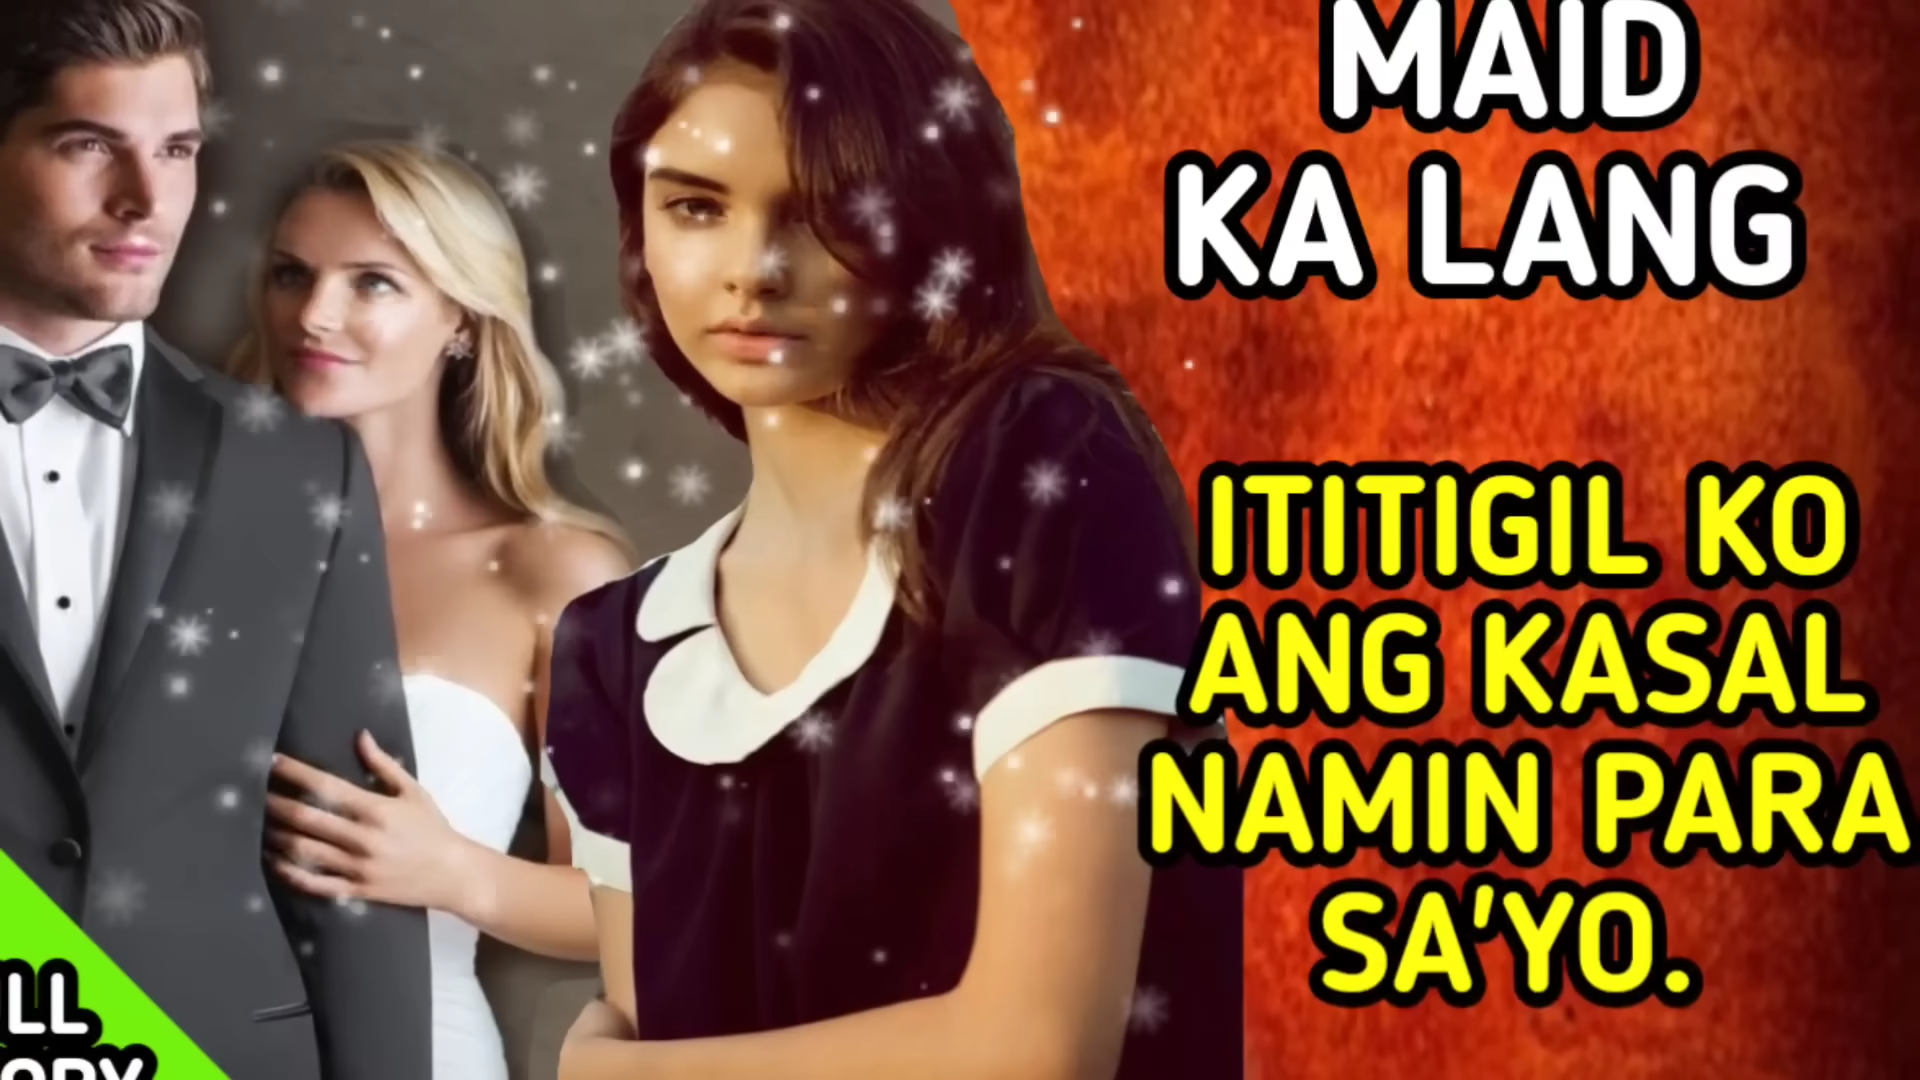 MAID
KA LANG
ITITIGIL KO
ANG KASAL
NAMIN PARA
SA'YO.